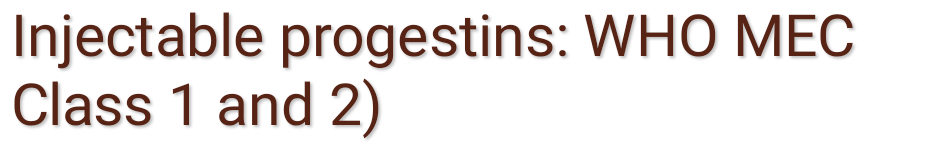 Injectable progestins: WHO MEC
Class 1 and 2)